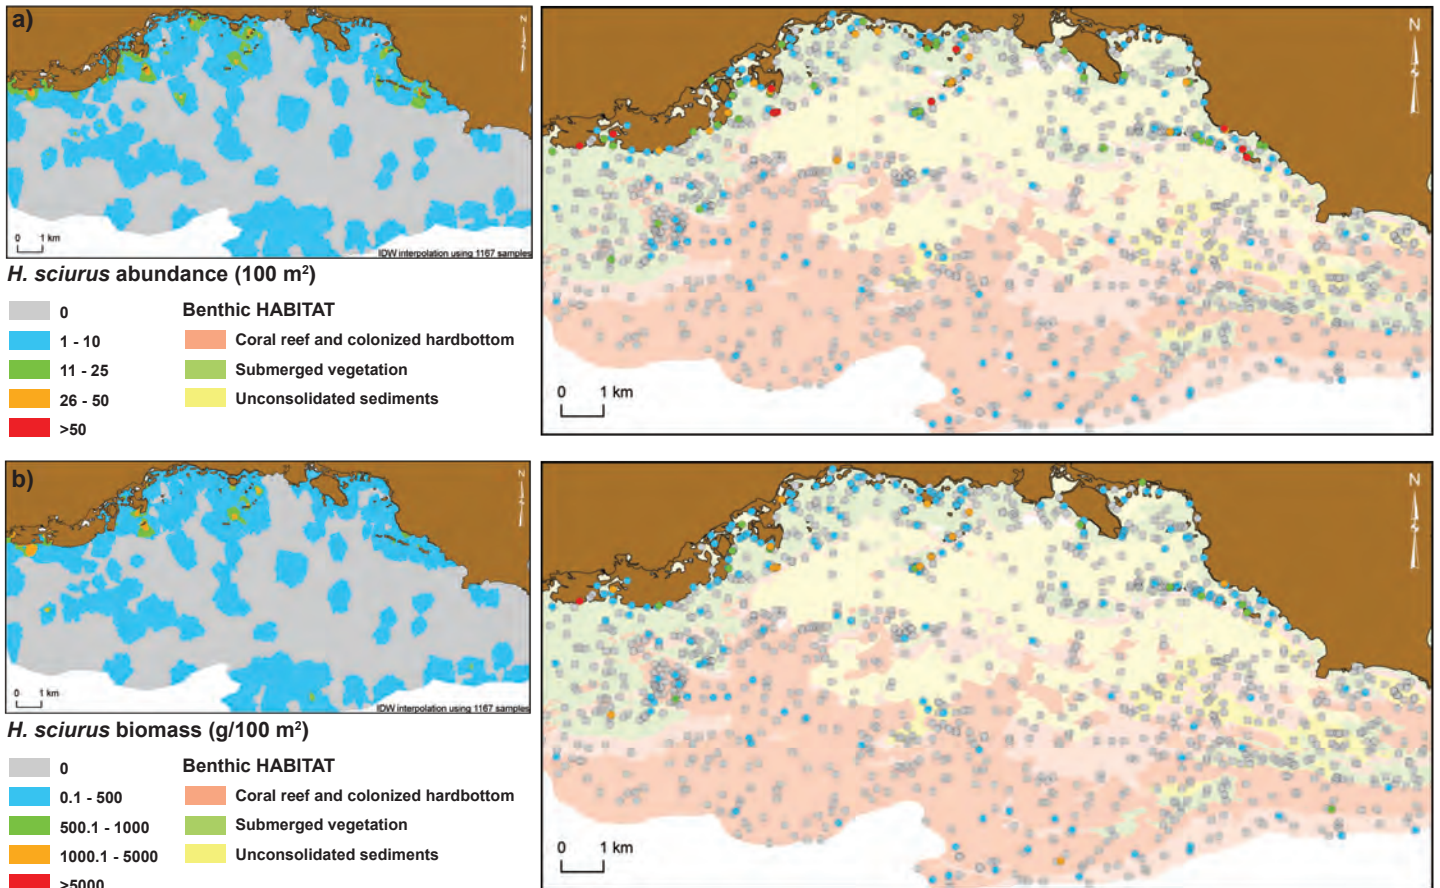 a)
N
0 1 km
IDW interpolation using 1167 samples
H. sciurus abundance (100 m²)
0
1 - 10
11 - 25
26 - 50
>50
Benthic HABITAT
Coral reef and colonized hardbottom
Submerged vegetation
Unconsolidated sediments
N
0 1 km
b)
N
0 1 km
IDW interpolation using 1167 samples
H. sciurus biomass (g/100 m²)
0
0.1 - 500
500.1 - 1000
1000.1 - 5000
>5000
Benthic HABITAT
Coral reef and colonized hardbottom
Submerged vegetation
Unconsolidated sediments
N
0 1 km